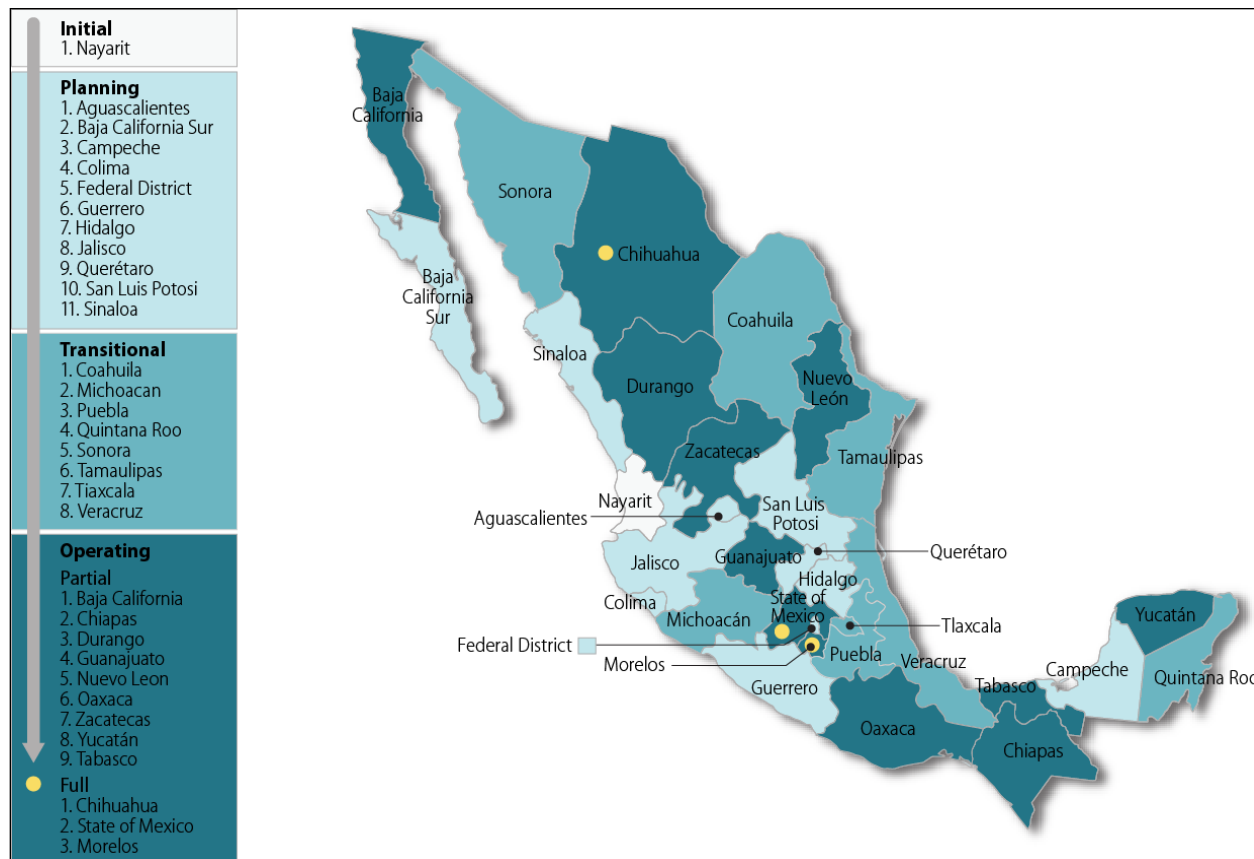 Initial
1. Nayarit
Planning
1. Aguascalientes
2. Baja California Sur
3. Campeche
4. Colima
5. Federal District
6. Guerrero
7. Hidalgo
8. Jalisco
9. Querétaro
10. San Luis Potosi
11. Sinaloa
Transitional
1. Coahuila
2. Michoacan
3. Puebla
4. Quintana Roo
5. Sonora
6. Tamaulipas
7. Tiaxcala
8. Veracruz
Operating
Partial
1. Baja California
2. Chiapas
3. Durango
4. Guanajuato
5. Nuevo Leon
6. Oaxaca
7. Zacatecas
8. Yucatán
9. Tabasco
Full
1. Chihuahua
2. State of Mexico
3. Morelos
Baja
California
Sonora
Chihuahua
Baja
California
Sur
Coahuila
Sinaloa
Durango
Nuevo
León
Zacatecas
Tamaulipas
Nayarit
San Luis
Potosi
Aguascalientes
Querétaro
Guanajuato
Jalisco
Hidalgo
Colima
State of
Mexico
Michoacán
Tlaxcala
Yucatán
Federal District
Morelos
Puebla
Veracruz
Campeche
Quintana Roo
Guerrero
Tabasco
Oaxaca
Chiapas